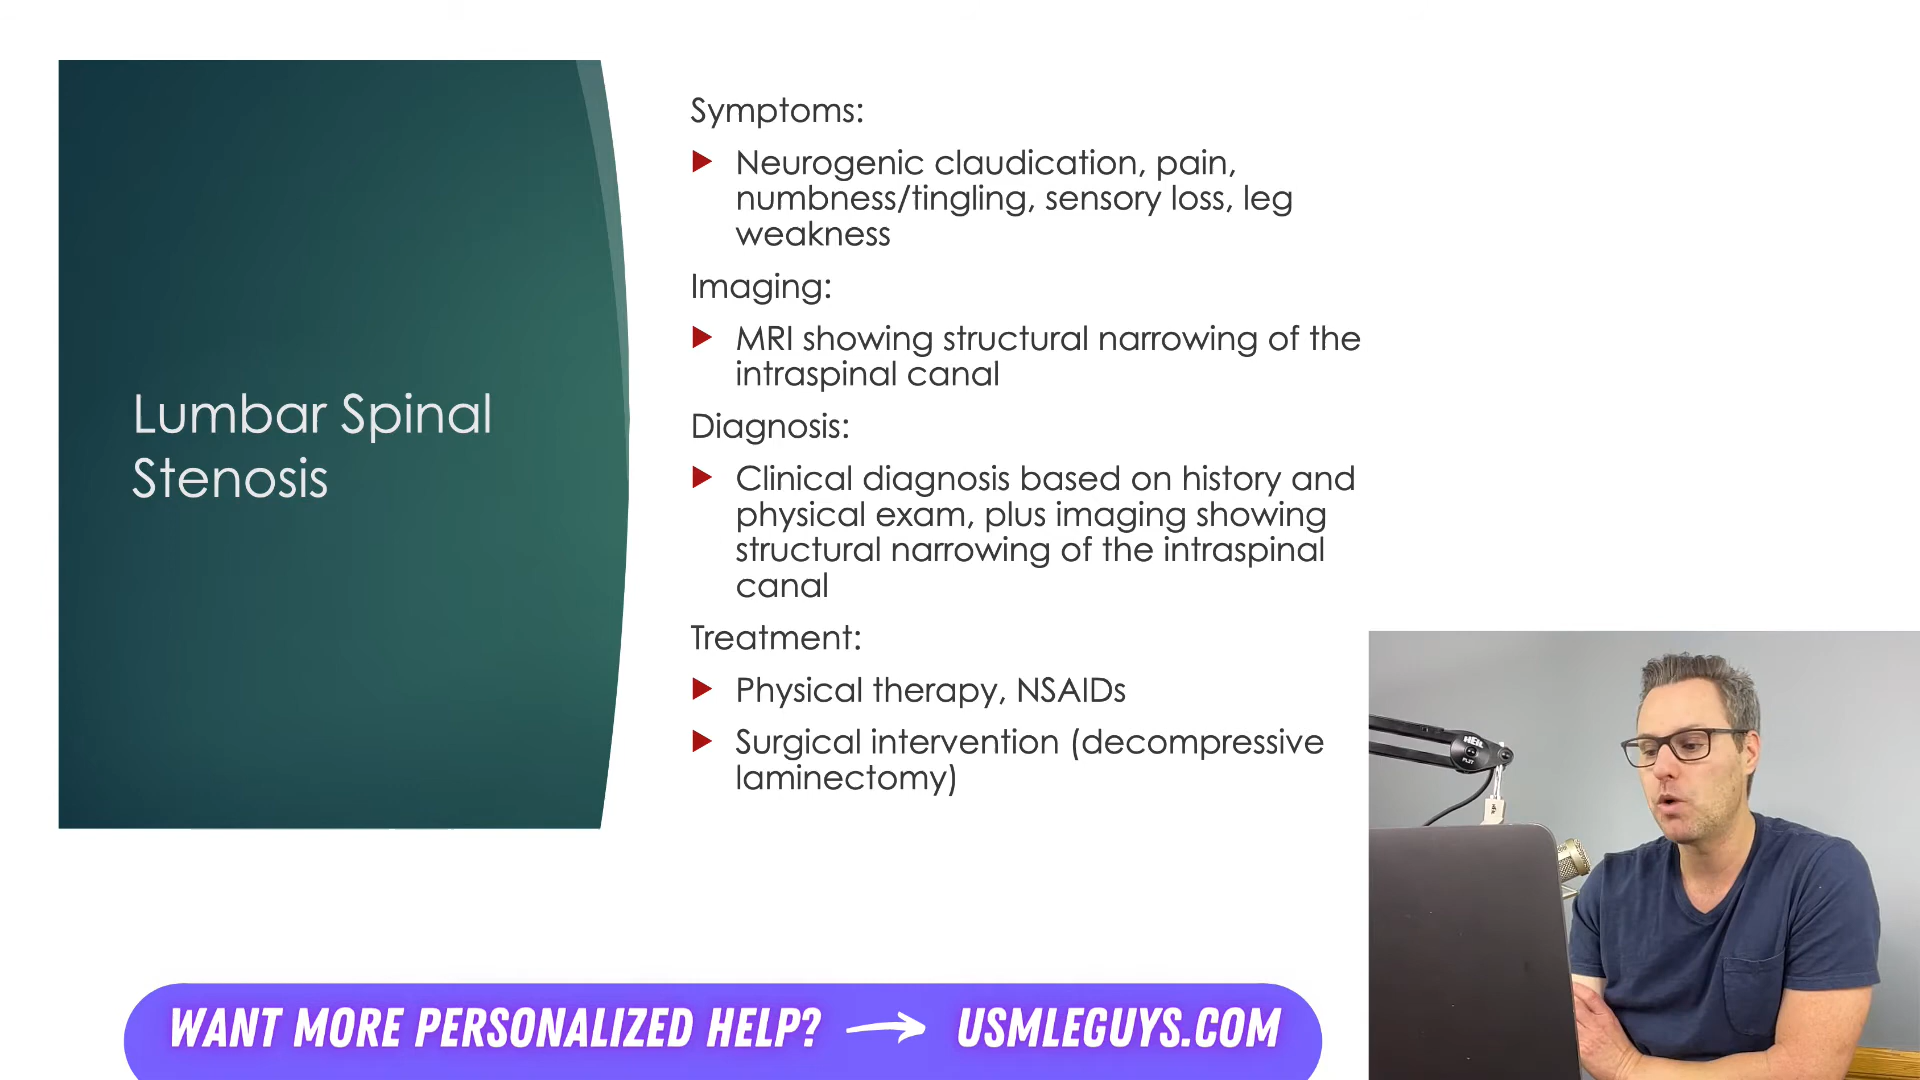 Lumbar Spinal
Stenosis
Symptoms:
Neurogenic claudication, pain,
numbness/tingling, sensory loss, leg
weakness
Imaging:
MRI showing structural narrowing of the
intraspinal canal
Diagnosis:
Clinical diagnosis based on history and
physical exam, plus imaging showing
structural narrowing of the intraspinal
canal
Treatment:
Physical therapy, NSAIDs
Surgical intervention (decompressive
laminectomy)
HEIL
WANT MORE PERSONALIZED HELP? → USMLEGUYS.COM